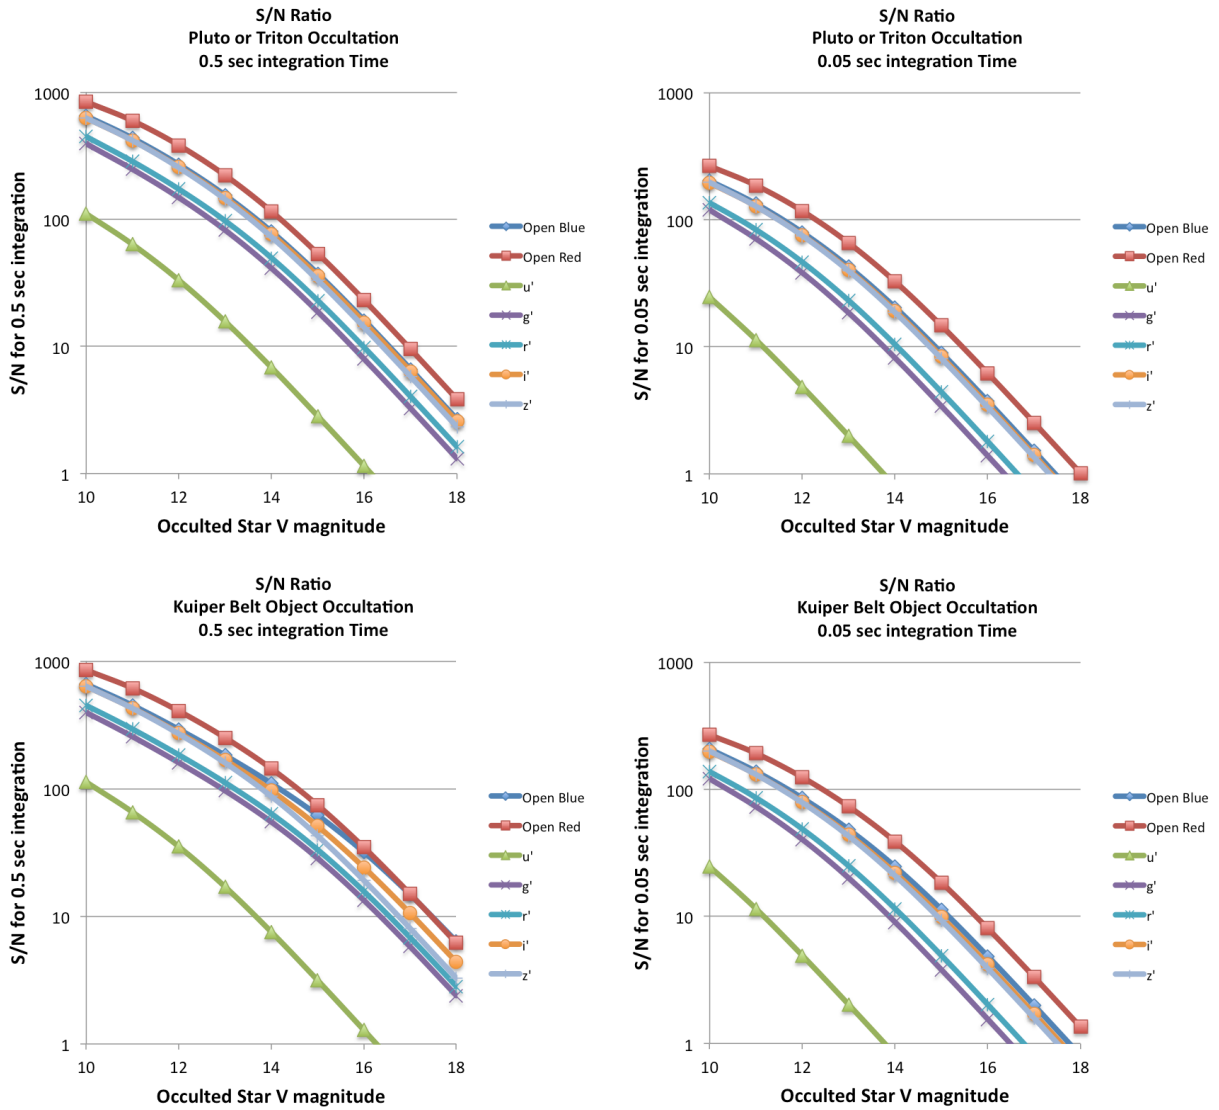 S/N Ratio
Pluto or Triton Occultation
0.5 sec integration Time
S/N for 0.5 sec integration
1000
100
10
1
10
12
14
16
18
Occulted Star V magnitude
Open Blue
Open Red
u'
g'
r'
i'
z'
S/N Ratio
Pluto or Triton Occultation
0.05 sec integration Time
S/N for 0.05 sec integration
1000
100
10
1
10
12
14
16
18
Occulted Star V magnitude
Open Blue
Open Red
u'
g'
r'
i'
z'
S/N Ratio
Kuiper Belt Object Occultation
0.5 sec integration Time
S/N for 0.5 sec integration
1000
100
10
1
10
12
14
16
18
Occulted Star V magnitude
Open Blue
Open Red
u'
g'
r'
i'
z'
S/N Ratio
Kuiper Belt Object Occultation
0.05 sec integration Time
S/N for 0.05 sec integration
1000
100
10
1
10
12
14
16
18
Occulted Star V magnitude
Open Blue
Open Red
u'
g'
r'
i'
z'